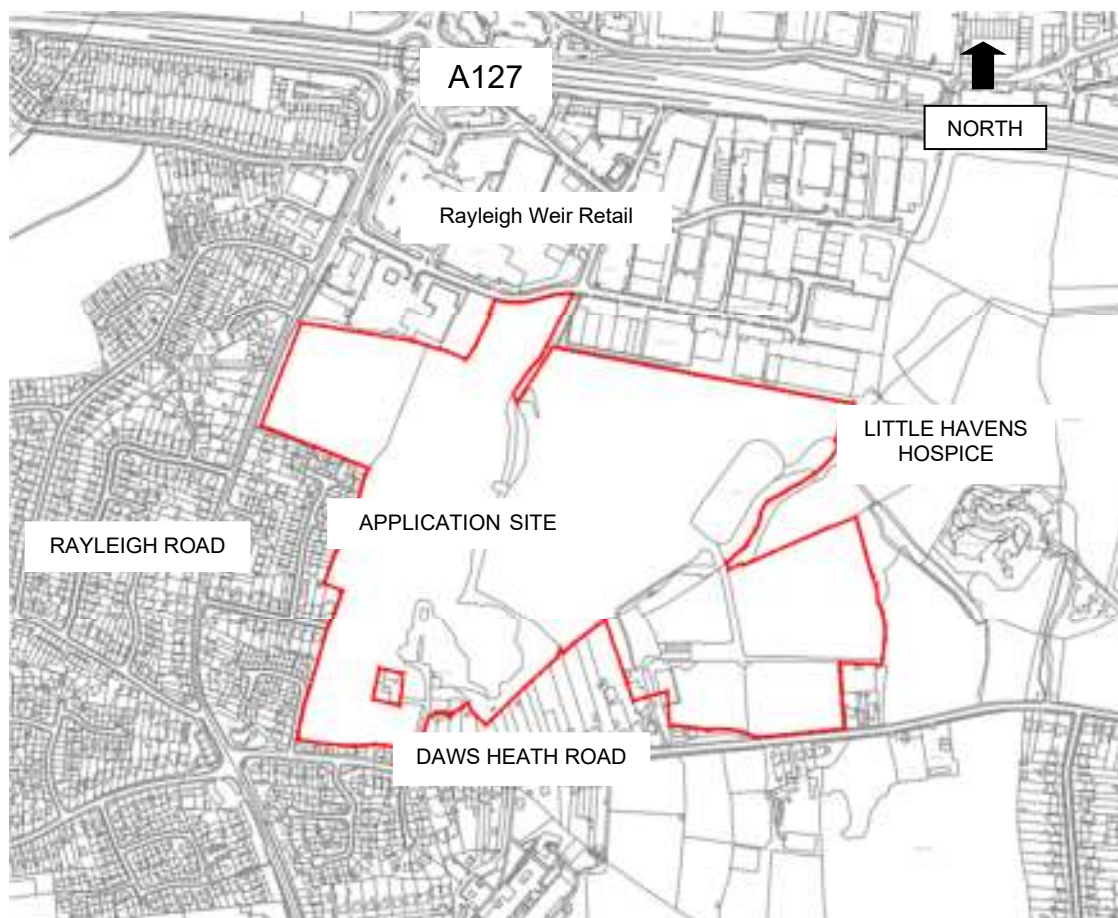 A127
NORTH
Rayleigh Weir Retail
LITTLE HAVENS
HOSPICE
APPLICATION SITE
RAYLEIGH ROAD
DAWS HEATH ROAD